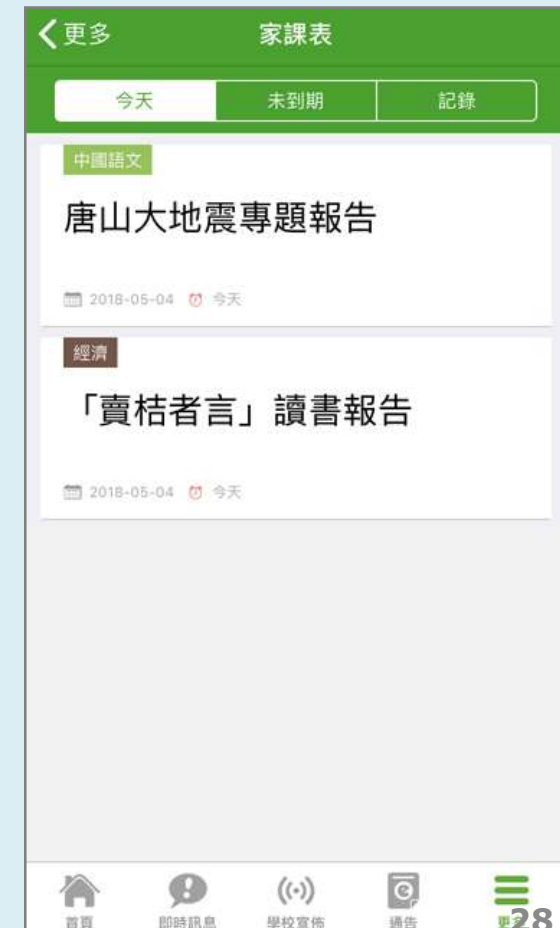 更多
家課表
今天
未到期
記錄
中國語文
唐山大地震專題報告
2018-05-04
今天
經濟
「賣桔者言」讀書報告
2018-05-04
今天
首頁
即時訊息
學校宣佈
通告
更多
28